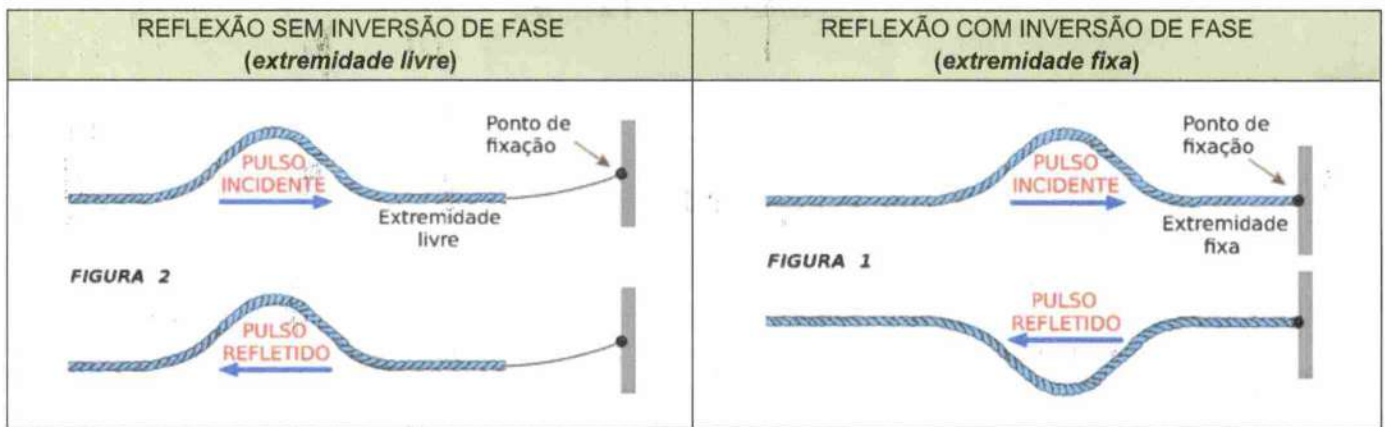 REFLEXÃO SEM INVERSÃO DE FASE
(extremidade livre)
Ponto de
fixação
PULSO
INCIDENTE
Extremidade
livre
FIGURA 2
PULSO
REFLETIDO
REFLEXÃO COM INVERSÃO DE FASE
(extremidade fixa)
Ponto de
fixação
PULSO
INCIDENTE
Extremidade
fixa
FIGURA 1
PULSO
REFLETIDO